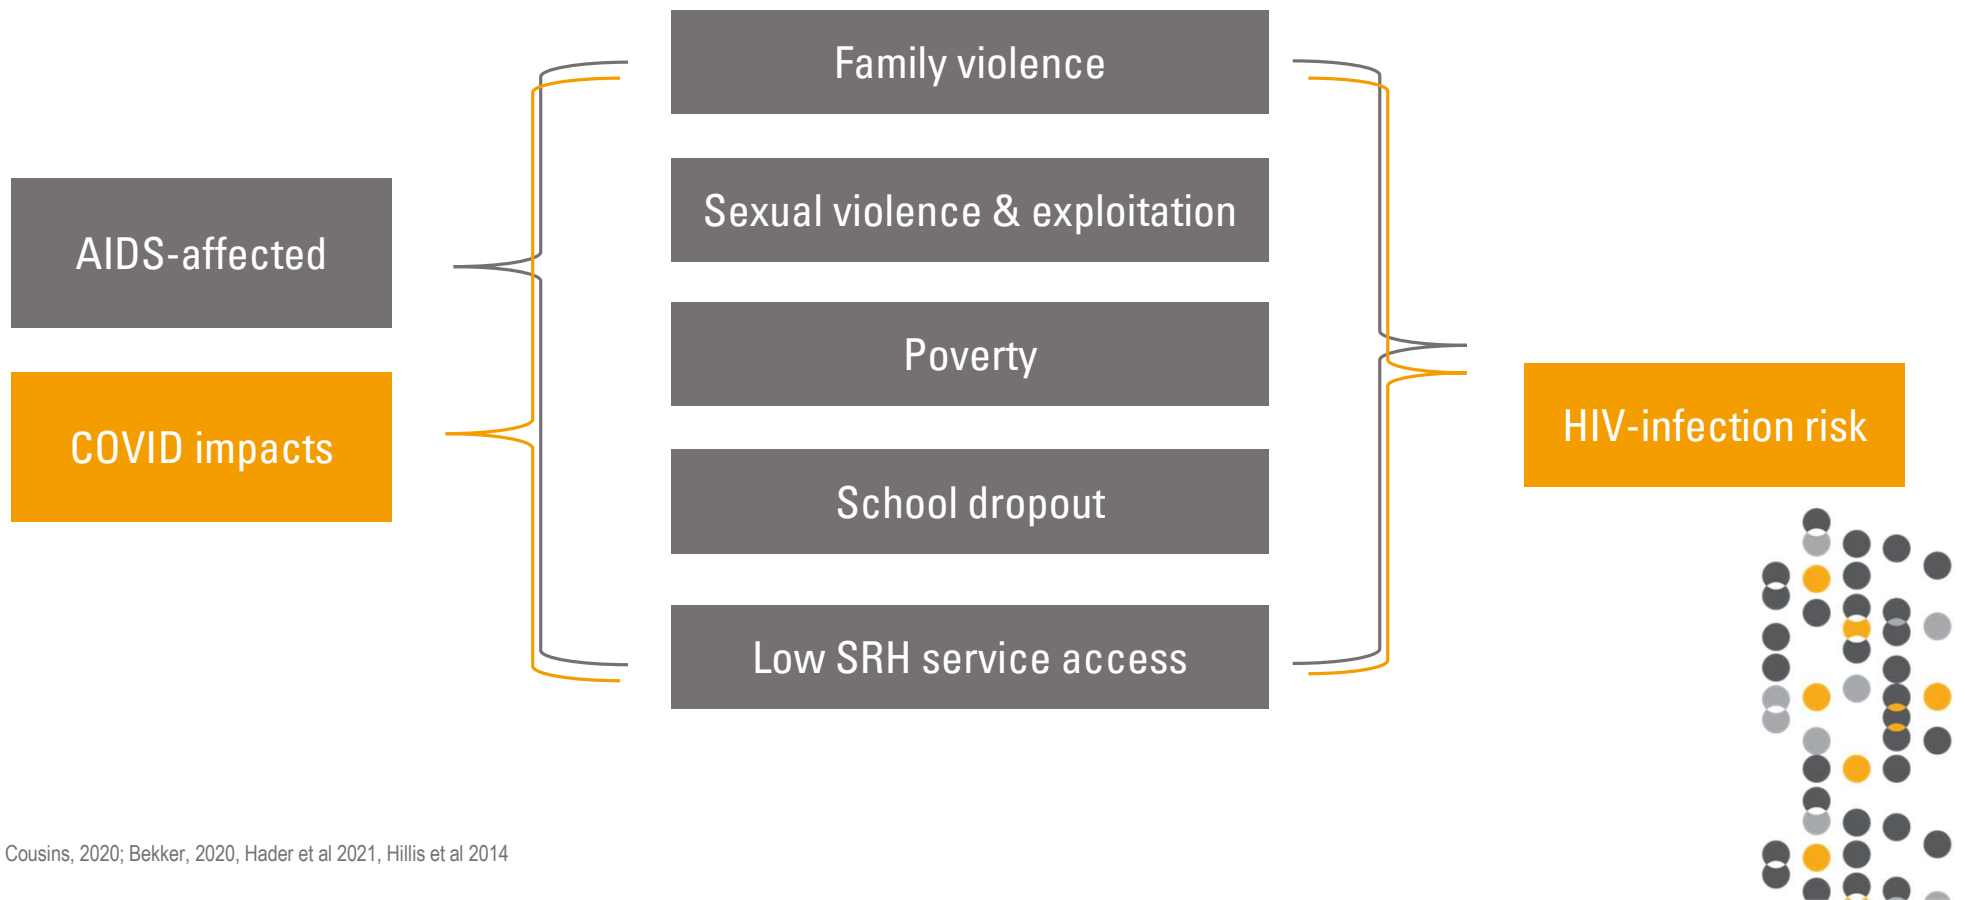 Family violence
Sexual violence & exploitation
AIDS-affected
Poverty
COVID impacts
HIV-infection risk
School dropout
Low SRH service access
Cousins, 2020; Bekker, 2020, Hader et al 2021, Hillis et al 2014